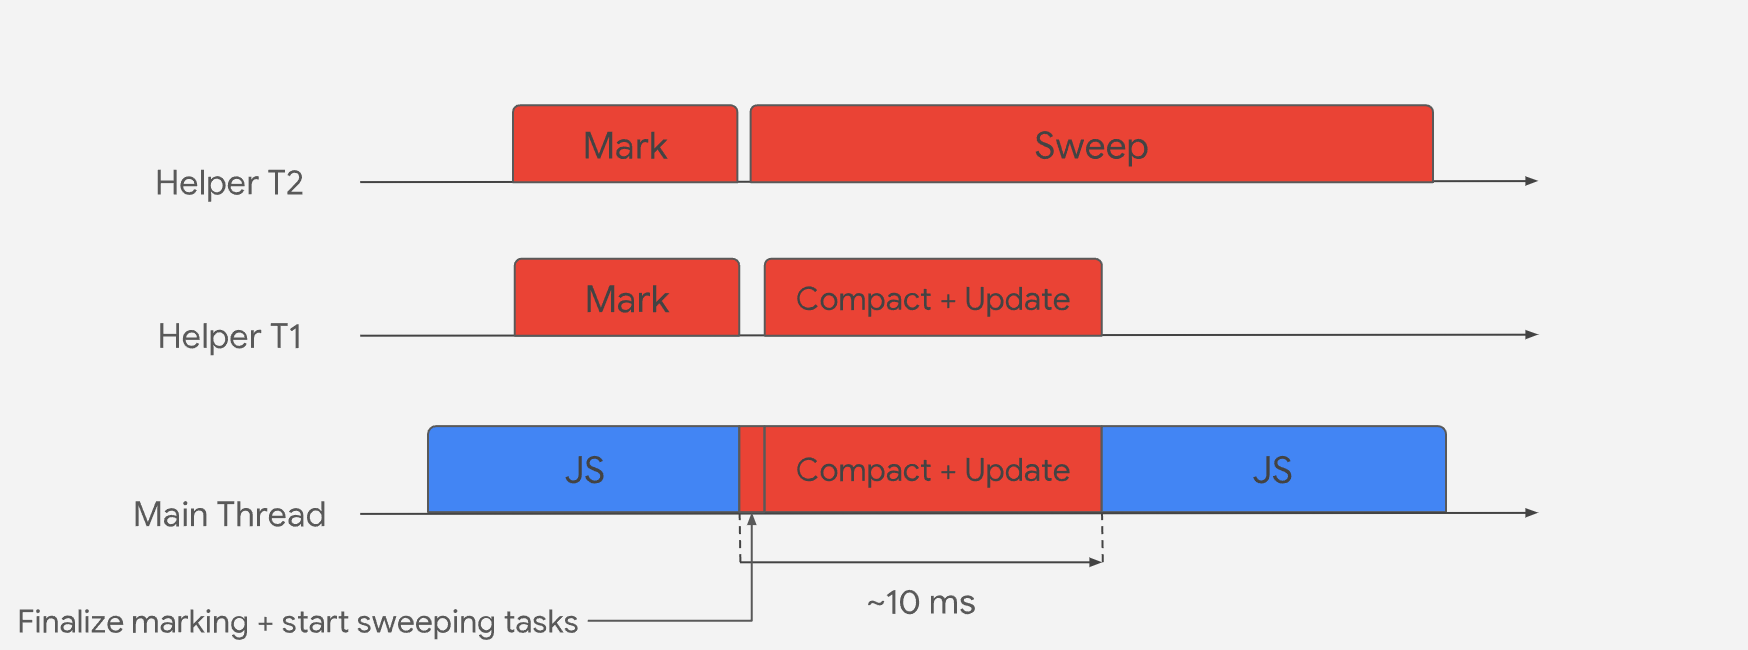 Mark
Sweep
Helper T2
Mark
Compact + Update
Helper T1
JS
Compact + Update
JS
Main Thread
~10 ms
Finalize marking + start sweeping tasks